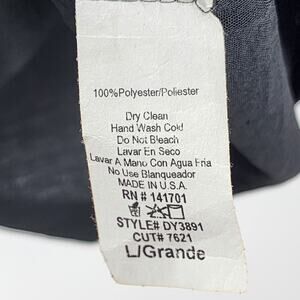 100%Polyester/Poliester
Dry Clean
Hand Wash Cold
Do Not Bleach
Lavar En Seco
Lavar A Mano Con Agua Fria
No Use Blanqueador
MADE IN U.S.A.
RN # 141701
STYLE# DY3891
CUT# 7621
L/Grande